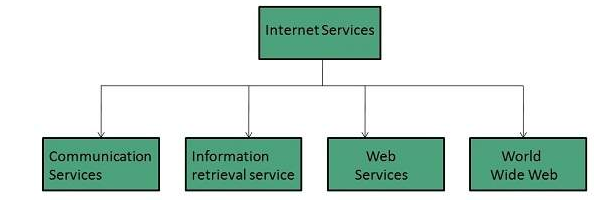 Internet Services
Communication
Services
Information
retrieval service
Web
Services
World
Wide Web